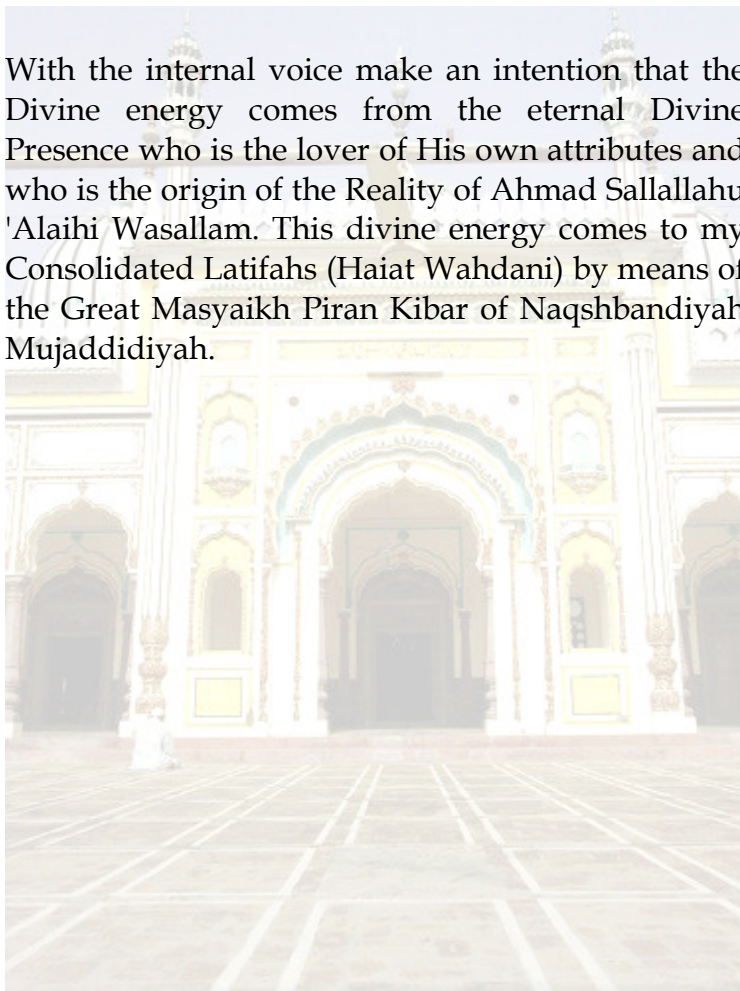 With the internal voice make an intention that the
Divine energy comes from the eternal Divine
Presence who is the lover of His own attributes and
who is the origin of the Reality of Ahmad Sallallahu
'Alaihi Wasallam. This divine energy comes to my
Consolidated Latifahs (Haiat Wahdani) by means of
the Great Masyaikh Piran Kibar of Naqshbandiyah
Mujaddidiyah.